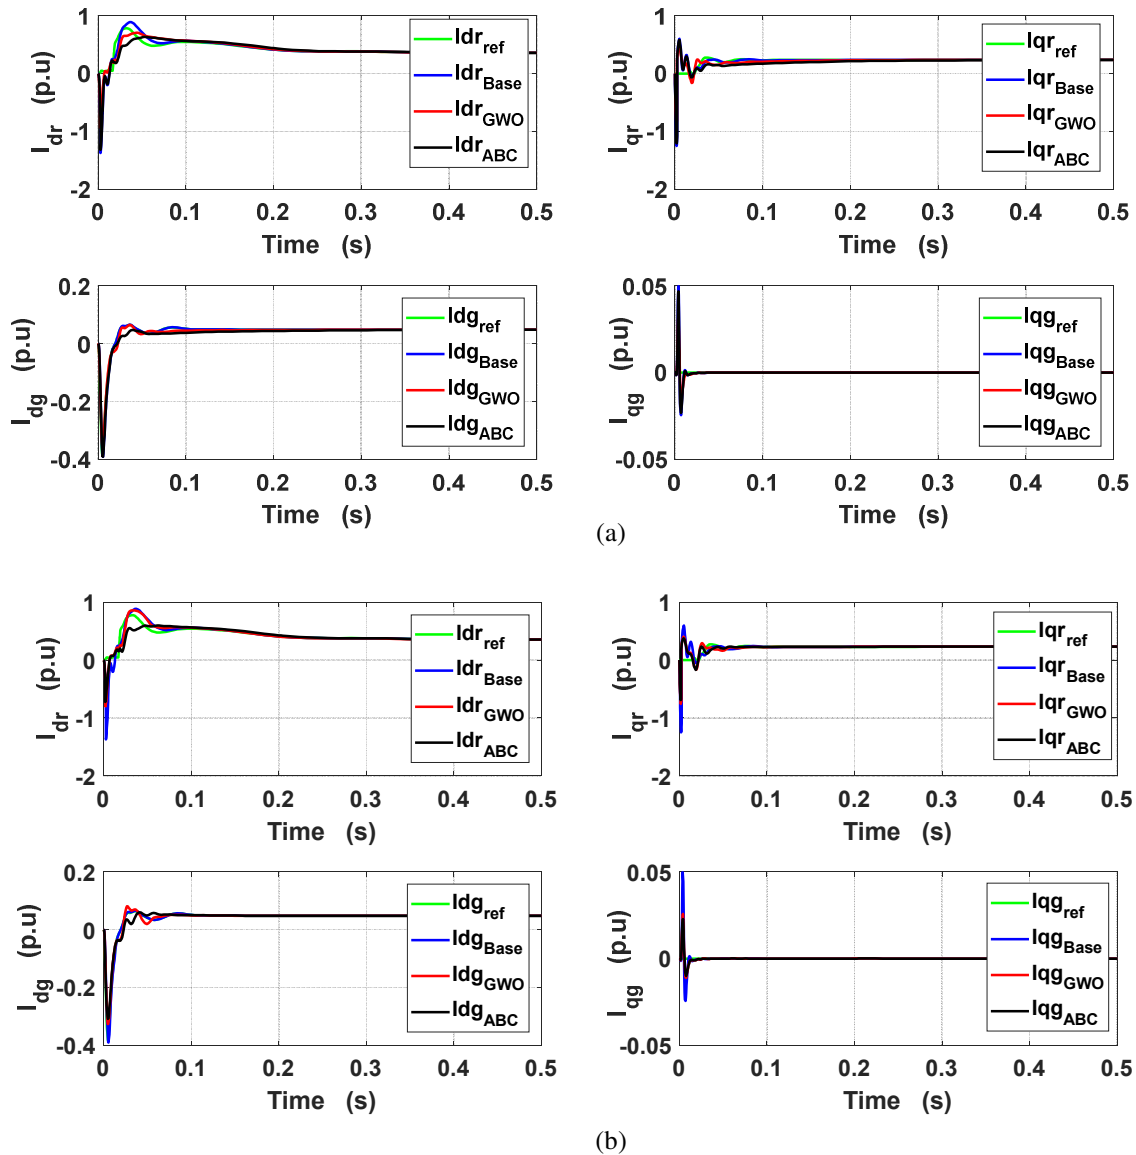 1
0
-1
-2
I_dr (p.u)
0 0.1 0.2 0.3 0.4 0.5
Time (s)
Idr_ref
Idr_Base
Idr_GWO
Idr_ABC
1
0
-1
-2
I_qr (p.u)
0 0.1 0.2 0.3 0.4 0.5
Time (s)
Iqr_ref
Iqr_Base
Iqr_GWO
Iqr_ABC
0.2
0
-0.2
-0.4
I_dg (p.u)
0 0.1 0.2 0.3 0.4 0.5
Time (s)
Idg_ref
Idg_Base
Idg_GWO
Idg_ABC
0.05
0
-0.05
I_qg (p.u)
0 0.1 0.2 0.3 0.4 0.5
Time (s)
Iqg_ref
Iqg_Base
Iqg_GWO
Iqg_ABC
(a)
1
0
-1
-2
I_dr (p.u)
0 0.1 0.2 0.3 0.4 0.5
Time (s)
Idr_ref
Idr_Base
Idr_GWO
Idr_ABC
1
0
-1
-2
I_qr (p.u)
0 0.1 0.2 0.3 0.4 0.5
Time (s)
Iqr_ref
Iqr_Base
Iqr_GWO
Iqr_ABC
0.2
0
-0.2
-0.4
I_dg (p.u)
0 0.1 0.2 0.3 0.4 0.5
Time (s)
Idg_ref
Idg_Base
Idg_GWO
Idg_ABC
0.05
0
-0.05
I_qg (p.u)
0 0.1 0.2 0.3 0.4 0.5
Time (s)
Iqg_ref
Iqg_Base
Iqg_GWO
Iqg_ABC
(b)